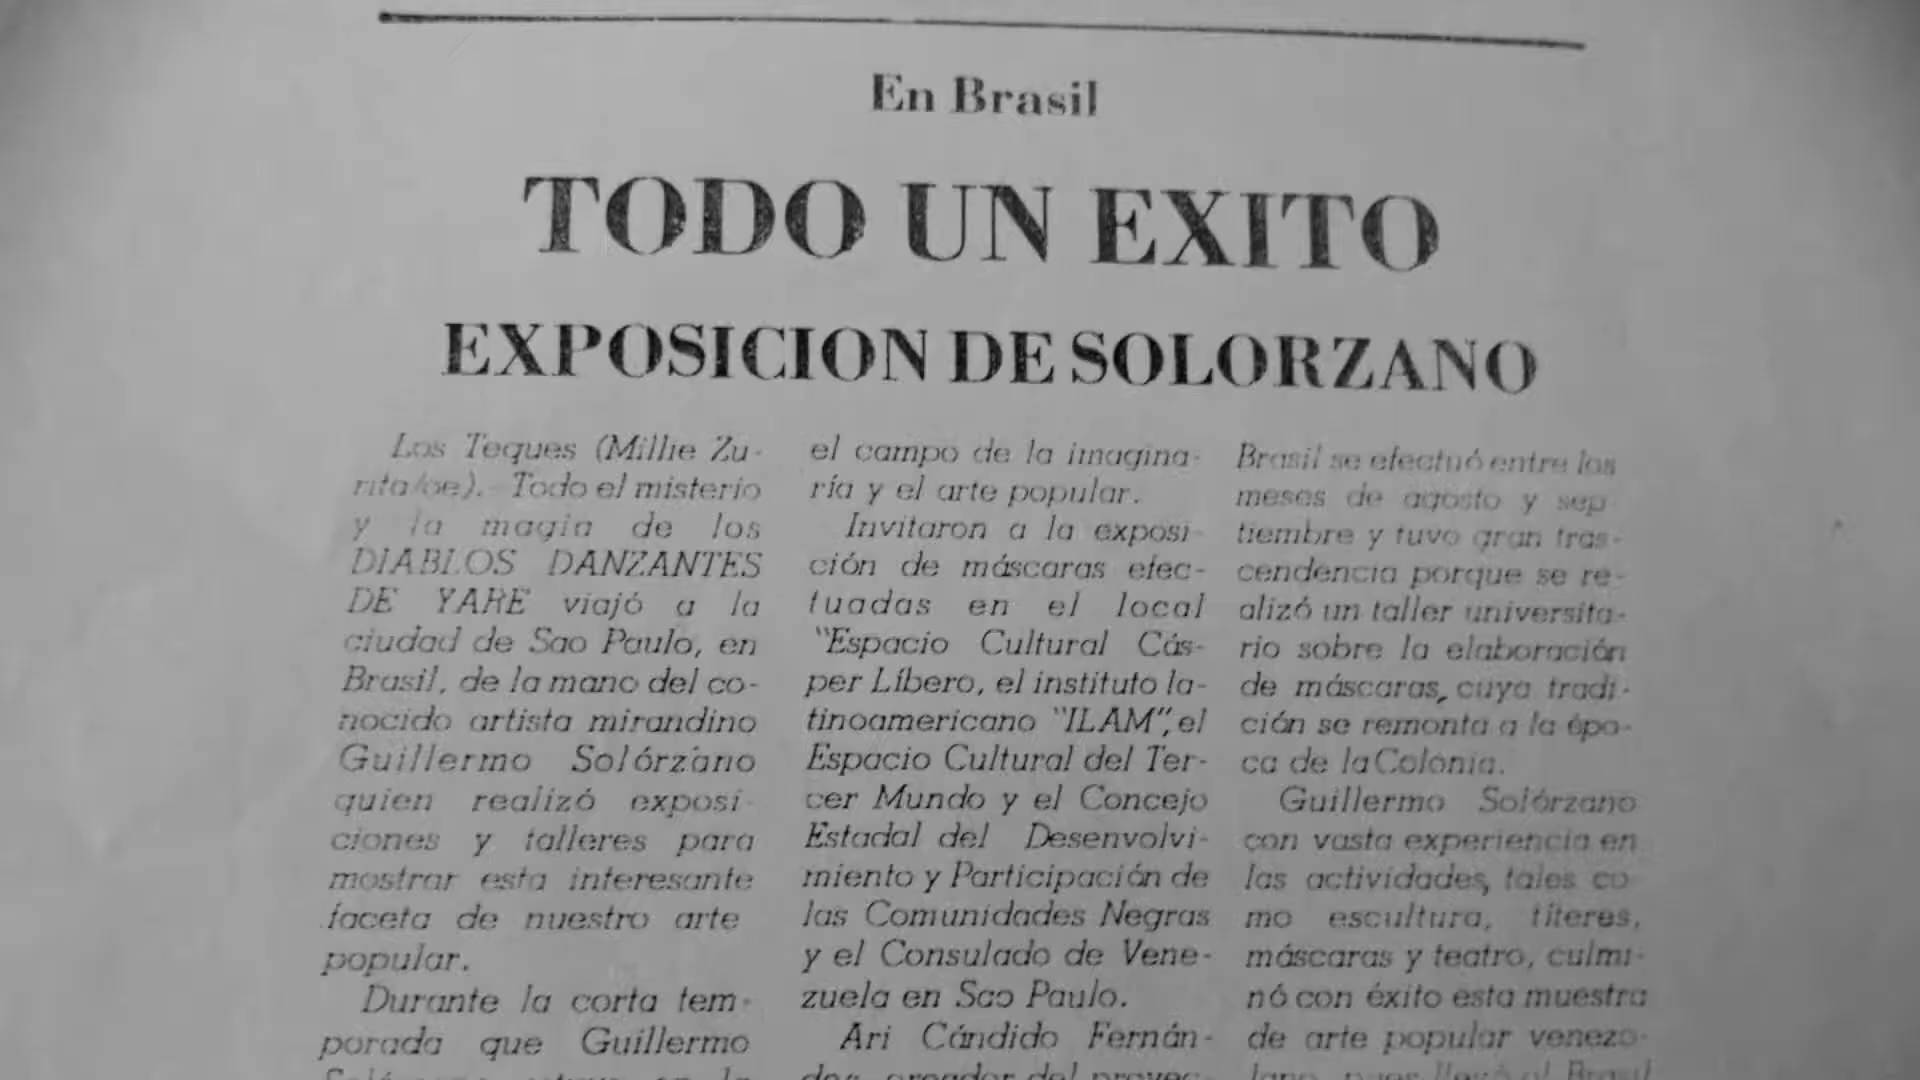 En Brasil
TODO UN EXITO
EXPOSICION DE SOLORZANO
Los Teques (Millie Zu-
rita/oe).- Todo el misterio
y la magia de los
DIABLOS DANZANTES
DE YARE viajó a la
ciudad de Sao Paulo, en
Brasil, de la mano del co-
nocido artista mirandino
Guillermo Solórzano
quien realizó exposi-
ciones y talleres para
mostrar esta interesante
faceta de nuestro arte
popular.
Durante la corta tem-
porada que Guillermo
el campo de la imagina-
ría y el arte popular.
Invitaron a la exposi-
ción de máscaras efec-
tuadas en el local
"Espacio Cultural Cás-
per Líbero, el instituto la-
tinoamericano "ILAM", el
Espacio Cultural del Ter-
cer Mundo y el Concejo
Estadal del Desenvolvi-
miento y Participación de
las Comunidades Negras
y el Consulado de Vene-
zuela en Sao Paulo.
Ari Cándido Fernán-
Brasil se efectuó entre los
meses de agosto y sep-
tiembre y tuvo gran tras-
cendencia porque se re-
alizó un taller universita-
rio sobre la elaboración
de máscaras, cuya tradi-
ción se remonta a la épo-
ca de la Colonia.
Guillermo Solórzano
con vasta experiencia en
las actividades, tales co-
mo escultura, títeres,
máscaras y teatro, culmi-
nó con éxito esta muestra
de arte popular venezo-